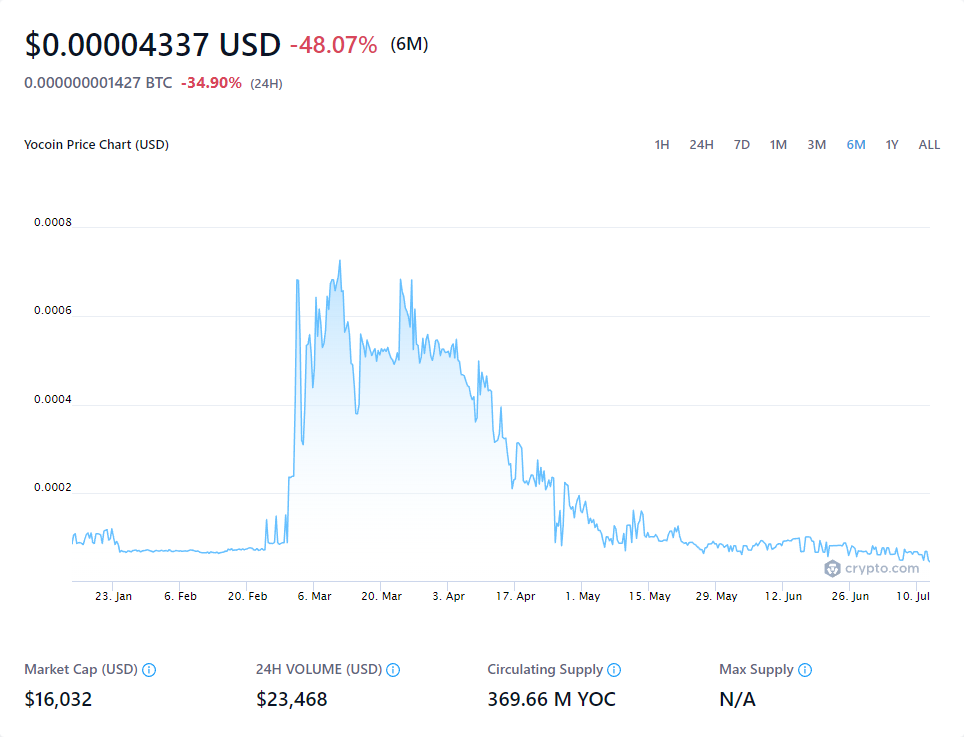 $0.00004337 USD -48.07% (6M)
0.000000001427 BTC -34.90% (24H)
Yocoin Price Chart (USD) 1H 24H 7D 1M 3M 6M 1Y ALL
0.0008
0.0006
0.0004
0.0002
crypto.com
23. Jan 6. Feb 20. Feb 6. Mar 20. Mar 3. Apr 17. Apr 1. May 15. May 29. May 12. Jun 26. Jun 10. Jul
Market Cap (USD) 24H VOLUME (USD) Circulating Supply Max Supply
$16,032 $23,468 369.66 M YOC N/A